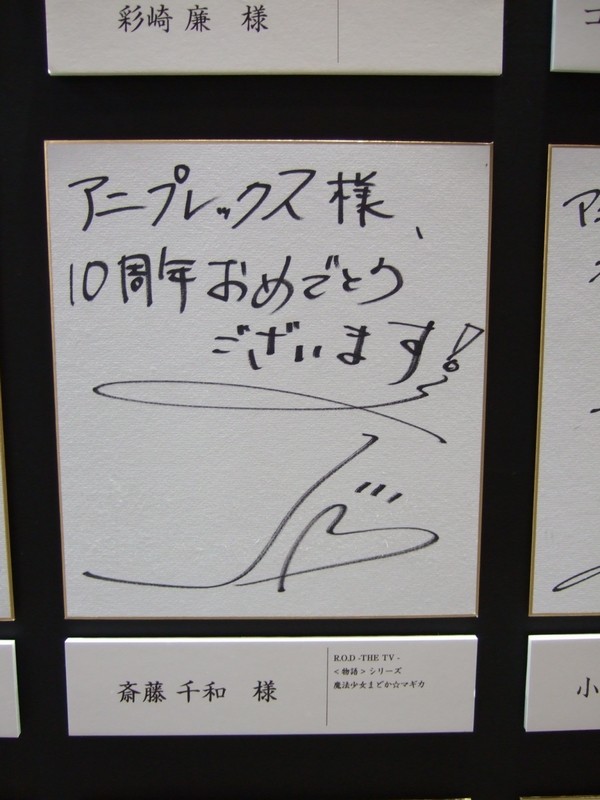 彩崎 廉 様
アニプレックス様、
10周年おめでとう
ございます!
斎藤 千和 様
R.O.D -THE TV -
<物語>シリーズ
魔法少女まどか☆マギカ
小